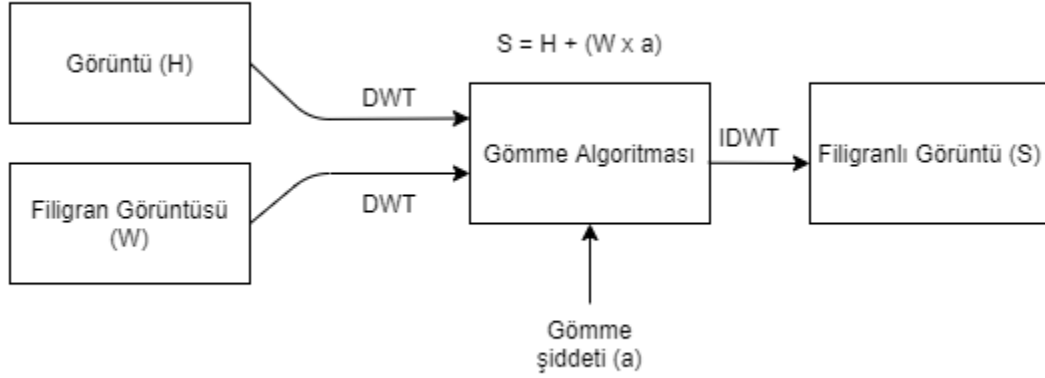 S = H + (W x a)
Görüntü (H)
DWT
Filigran Görüntüsü
(W)
DWT
Gömme Algoritması
IDWT
Filigranlı Görüntü (S)
Gömme
şiddeti (a)